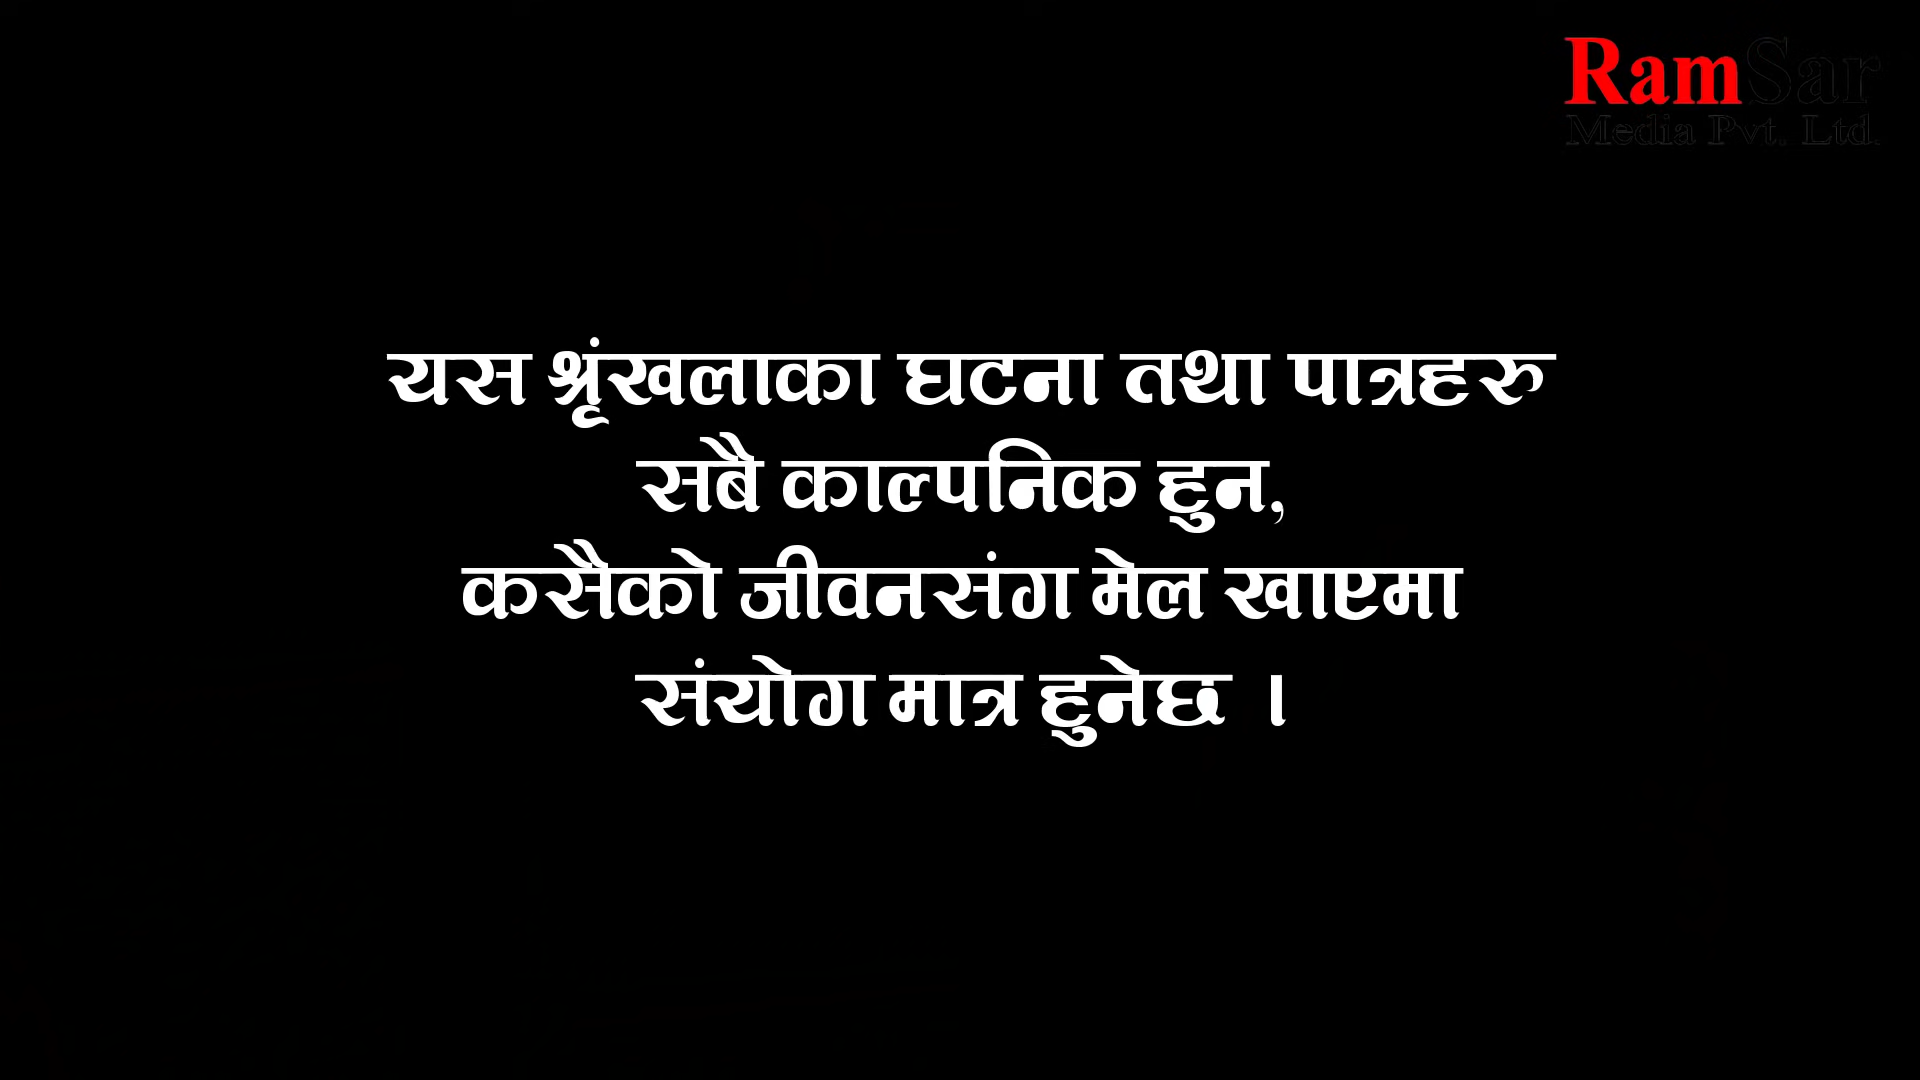 RamSar
Media Pvt. Ltd.
यस श्रृंखलाका घटना तथा पात्रहरु
सबै काल्पनिक हुन,
कसैको जीवनसंग मेल खाएमा
संयोग मात्र हुनेछ ।